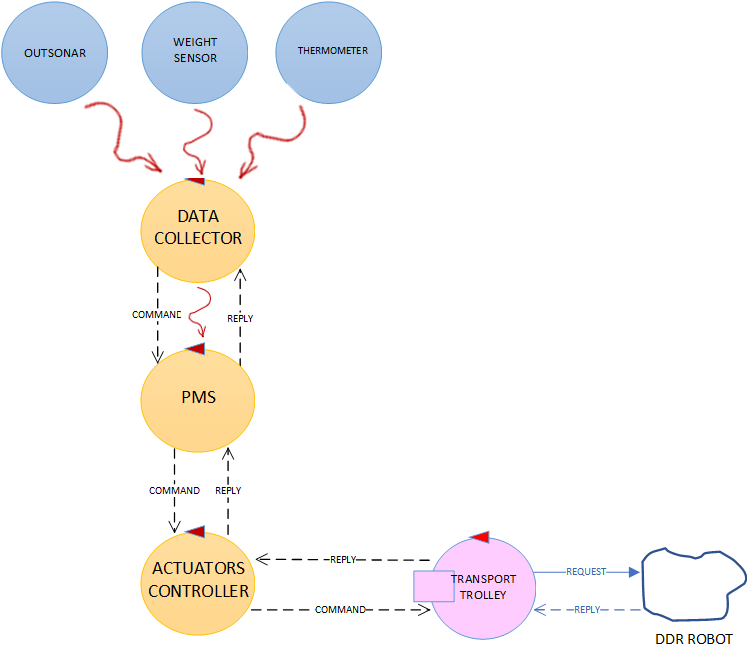 OUTSONAR
WEIGHT
SENSOR
THERMOMETER
DATA
COLLECTOR
COMMAND
REPLY
PMS
COMMAND
REPLY
ACTUATORS
CONTROLLER
REPLY
COMMAND
TRANSPORT
TROLLEY
REQUEST
REPLY
DDR ROBOT